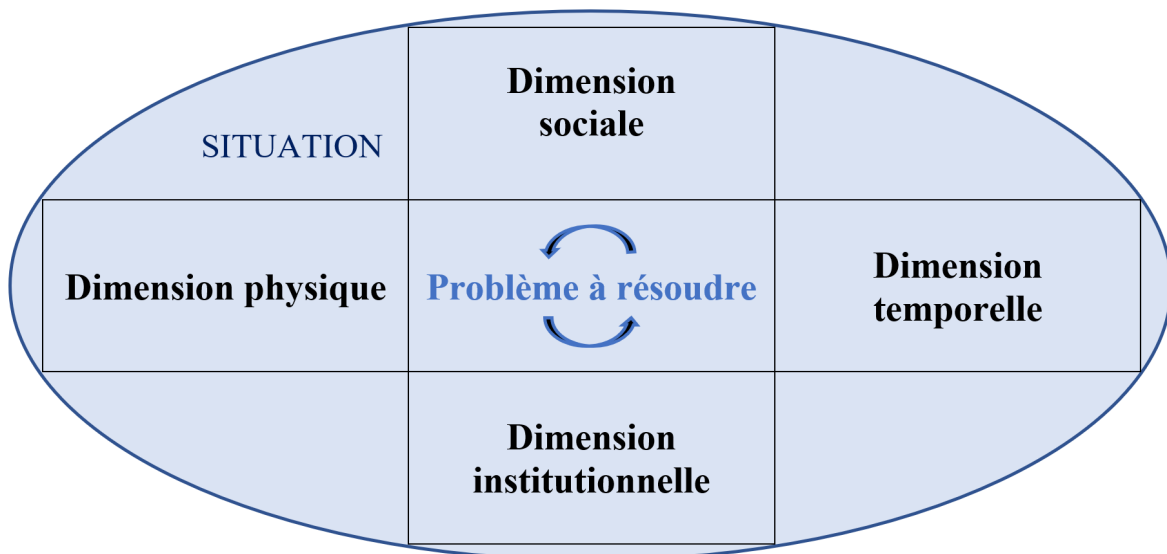 Dimension
sociale
SITUATION
Dimension physique
Problème à résoudre
Dimension
temporelle
Dimension
institutionnelle